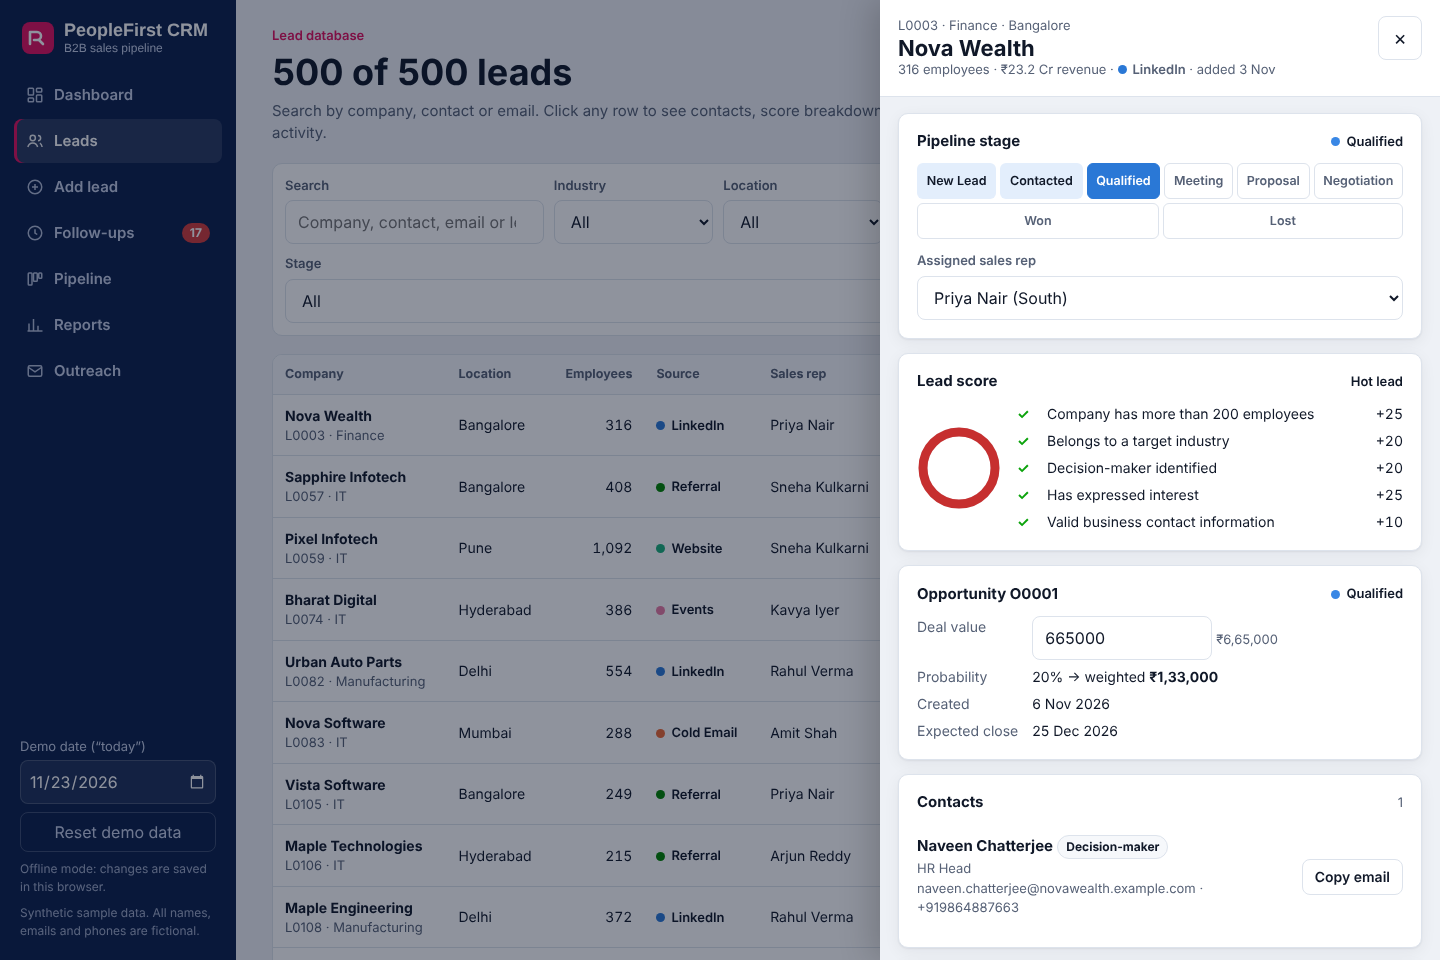 PeopleFirst CRM
B2B sales pipeline
Dashboard
Leads
Add lead
Follow-ups 17
Pipeline
Reports
Outreach
Demo date (“today”)
11/23/2026
Reset demo data
Offline mode: changes are saved
in this browser.
Synthetic sample data. All names,
emails and phones are fictional.
Lead database
500 of 500 leads
Search by company, contact or email. Click any row to see contacts, score breakdown
activity.
Search Industry Location
Company, contact, email or l All All
Stage
All
Company Location Employees Source Sales rep
Nova Wealth
L0003 · Finance
Bangalore 316 LinkedIn Priya Nair
Sapphire Infotech
L0057 · IT
Bangalore 408 Referral Sneha Kulkarni
Pixel Infotech
L0059 · IT
Pune 1,092 Website Sneha Kulkarni
Bharat Digital
L0074 · IT
Hyderabad 386 Events Kavya Iyer
Urban Auto Parts
L0082 · Manufacturing
Delhi 554 LinkedIn Rahul Verma
Nova Software
L0083 · IT
Mumbai 288 Cold Email Amit Shah
Vista Software
L0105 · IT
Bangalore 249 Referral Priya Nair
Maple Technologies
L0106 · IT
Hyderabad 215 Referral Arjun Reddy
Maple Engineering
L0108 · Manufacturing
Delhi 372 LinkedIn Rahul Verma
L0003 · Finance · Bangalore
Nova Wealth
316 employees · ₹23.2 Cr revenue · LinkedIn · added 3 Nov
×
Pipeline stage Qualified
New Lead Contacted Qualified Meeting Proposal Negotiation
Won Lost
Assigned sales rep
Priya Nair (South)
Lead score Hot lead
✓ Company has more than 200 employees +25
✓ Belongs to a target industry +20
✓ Decision-maker identified +20
✓ Has expressed interest +25
✓ Valid business contact information +10
Opportunity O0001 Qualified
Deal value 665000 ₹6,65,000
Probability 20% → weighted ₹1,33,000
Created 6 Nov 2026
Expected close 25 Dec 2026
Contacts 1
Naveen Chatterjee Decision-maker
HR Head
naveen.chatterjee@novawealth.example.com ·
+919864887663
Copy email